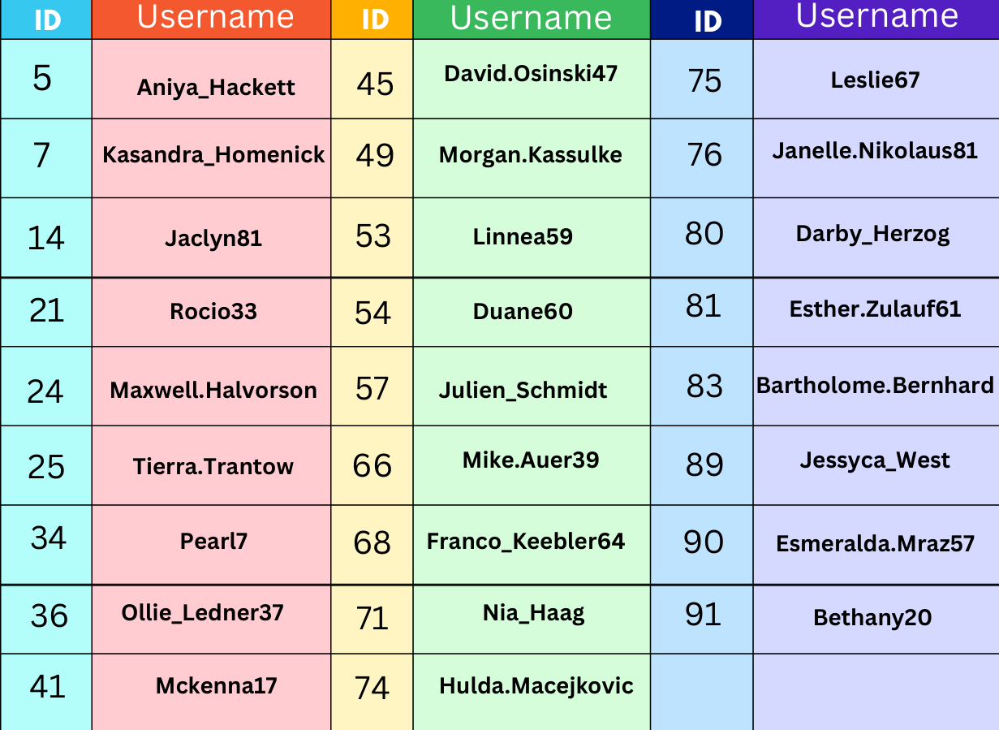 ID Username ID Username ID Username
5 Aniya_Hackett 45 David.Osinski47 75 Leslie67
7 Kasandra_Homenick 49 Morgan.Kassulke 76 Janelle.Nikolaus81
14 Jaclyn81 53 Linnea59 80 Darby_Herzog
21 Rocio33 54 Duane60 81 Esther.Zulauf61
24 Maxwell.Halvorson 57 Julien_Schmidt 83 Bartholome.Bernhard
25 Tierra.Trantow 66 Mike.Auer39 89 Jessyca_West
34 Pearl7 68 Franco_Keebler64 90 Esmeralda.Mraz57
36 Ollie_Ledner37 71 Nia_Haag 91 Bethany20
41 Mckenna17 74 Hulda.Macejkovic